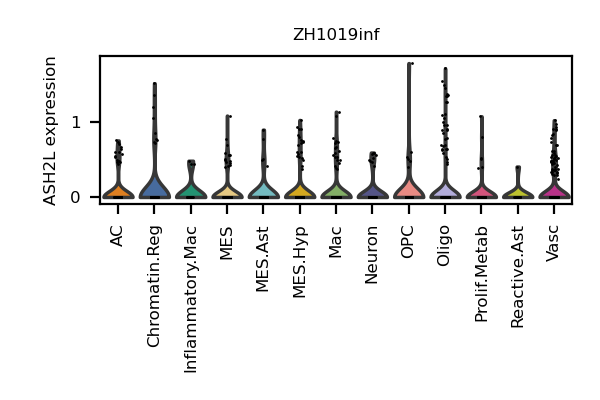 ZH1019inf
ASH2L expression
1
0
AC
Chromatin.Reg
Inflammatory.Mac
MES
MES.Ast
MES.Hyp
Mac
Neuron
OPC
Oligo
Prolif.Metab
Reactive.Ast
Vasc